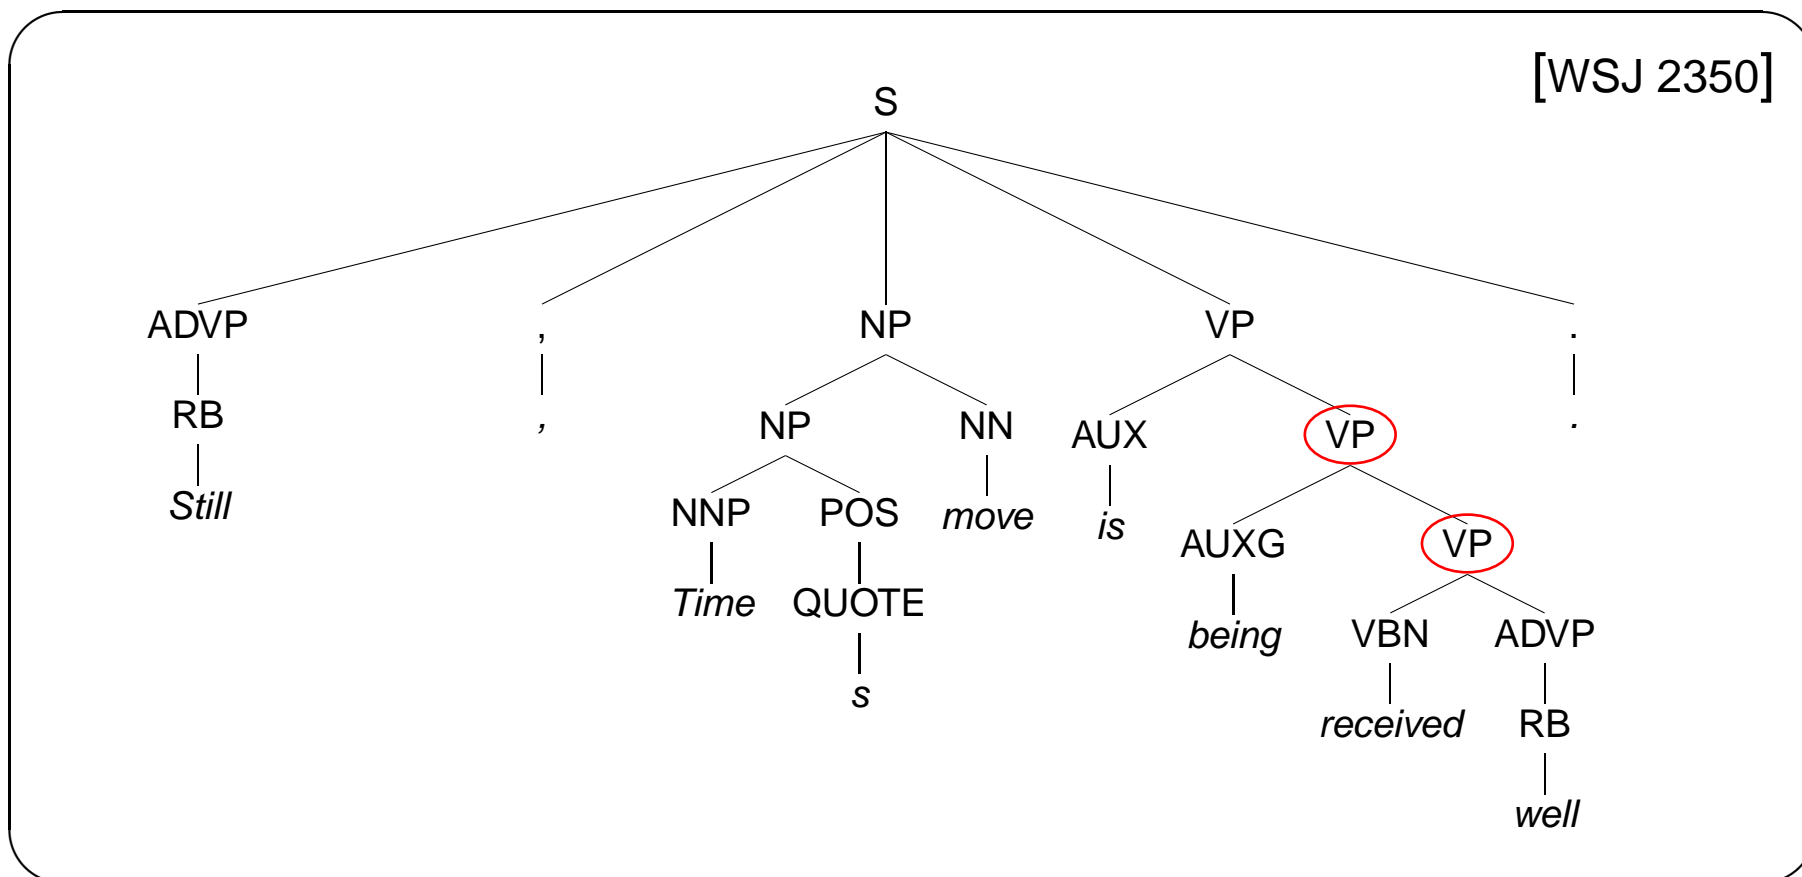 [WSJ 2350]
S
ADVP , NP VP .
RB , NP NN AUX VP .
Still NNP POS move is AUXG VP
Time QUOTE being VBN ADVP
s received RB
well